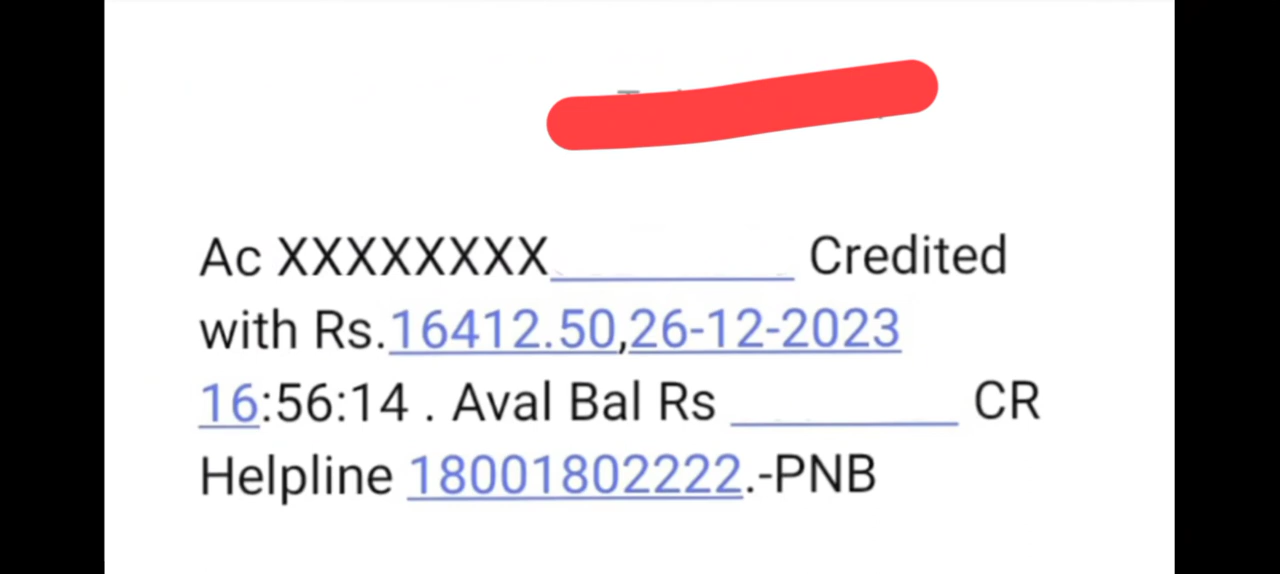 Ac XXXXXXXX Credited
with Rs.16412.50,26-12-2023
16:56:14 . Aval Bal Rs CR
Helpline 18001802222.-PNB